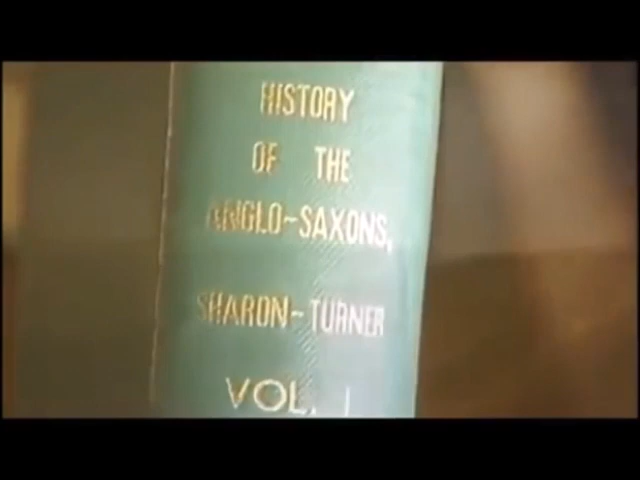 HISTORY
OF THE
ANGLO-SAXONS,
SHARON-TURNER
VOL. I